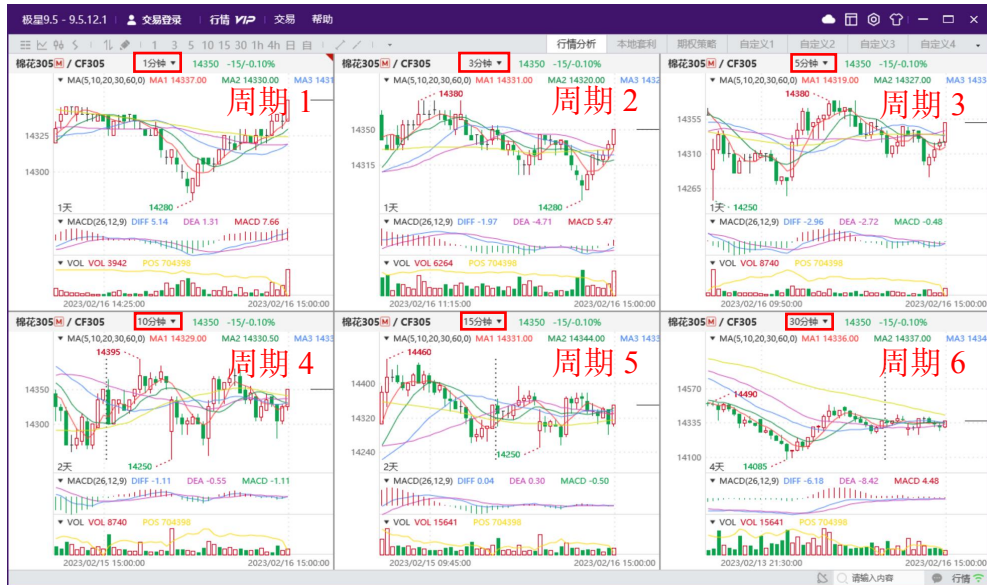 极星9.5 - 9.5.12.1 交易登录 行情 VIP 交易 帮助
1 3 5 10 15 30 1h 4h 日 自
行情分析 本地套利 期权策略 自定义1 自定义2 自定义3 自定义4
棉花305 M / CF305 1分钟 14350 -15/-0.10%
MA(5,10,20,30,60,0) MA1 14337.00 MA2 14330.00 MA3 1431
周期 1
14325
14300
14280
1天
MACD(26,12,9) DIFF 5.14 DEA 1.31 MACD 7.66
VOL VOL 3942 POS 704398
2023/02/16 14:25:00 2023/02/16 15:00:00
棉花305 M / CF305 3分钟 14350 -15/-0.10%
MA(5,10,20,30,60,0) MA1 14331.00 MA2 14320.00 MA3 1432
14380
周期 2
14350
14315
14280
1天
MACD(26,12,9) DIFF -1.97 DEA -4.71 MACD 5.47
VOL VOL 6264 POS 704398
2023/02/16 11:15:00 2023/02/16 15:00:00
棉花305 M / CF305 5分钟 14350 -15/-0.10%
MA(5,10,20,30,60,0) MA1 14319.00 MA2 14327.00 MA3 1433
14380
周期 3
14355
14310
14265
1天 14250
MACD(26,12,9) DIFF -2.96 DEA -2.72 MACD -0.48
VOL VOL 8740 POS 704398
2023/02/16 09:50:00 2023/02/16 15:00:00
棉花305 M / CF305 10分钟 14350 -15/-0.10%
MA(5,10,20,30,60,0) MA1 14329.00 MA2 14330.50 MA3 1433
14395
周期 4
14350
14300
2天 14250
MACD(26,12,9) DIFF -1.11 DEA -0.55 MACD -1.11
VOL VOL 8740 POS 704398
2023/02/15 15:00:00 2023/02/16 15:00:00
棉花305 M / CF305 15分钟 14350 -15/-0.10%
MA(5,10,20,30,60,0) MA1 14331.00 MA2 14344.00 MA3 1434
14460
周期 5
14400
14320
14240
14250
2天
MACD(26,12,9) DIFF 0.04 DEA 0.30 MACD -0.50
VOL VOL 15641 POS 704398
2023/02/15 09:45:00 2023/02/16 15:00:00
棉花305 M / CF305 30分钟 14350 -15/-0.10%
MA(5,10,20,30,60,0) MA1 14336.00 MA2 14337.00 MA3 1434
周期 6
14570
14490
14335
14100
4天 14085
MACD(26,12,9) DIFF -6.18 DEA -8.42 MACD 4.48
VOL VOL 15641 POS 704398
2023/02/13 21:30:00 2023/02/16 15:00:00
请输入内容 行情